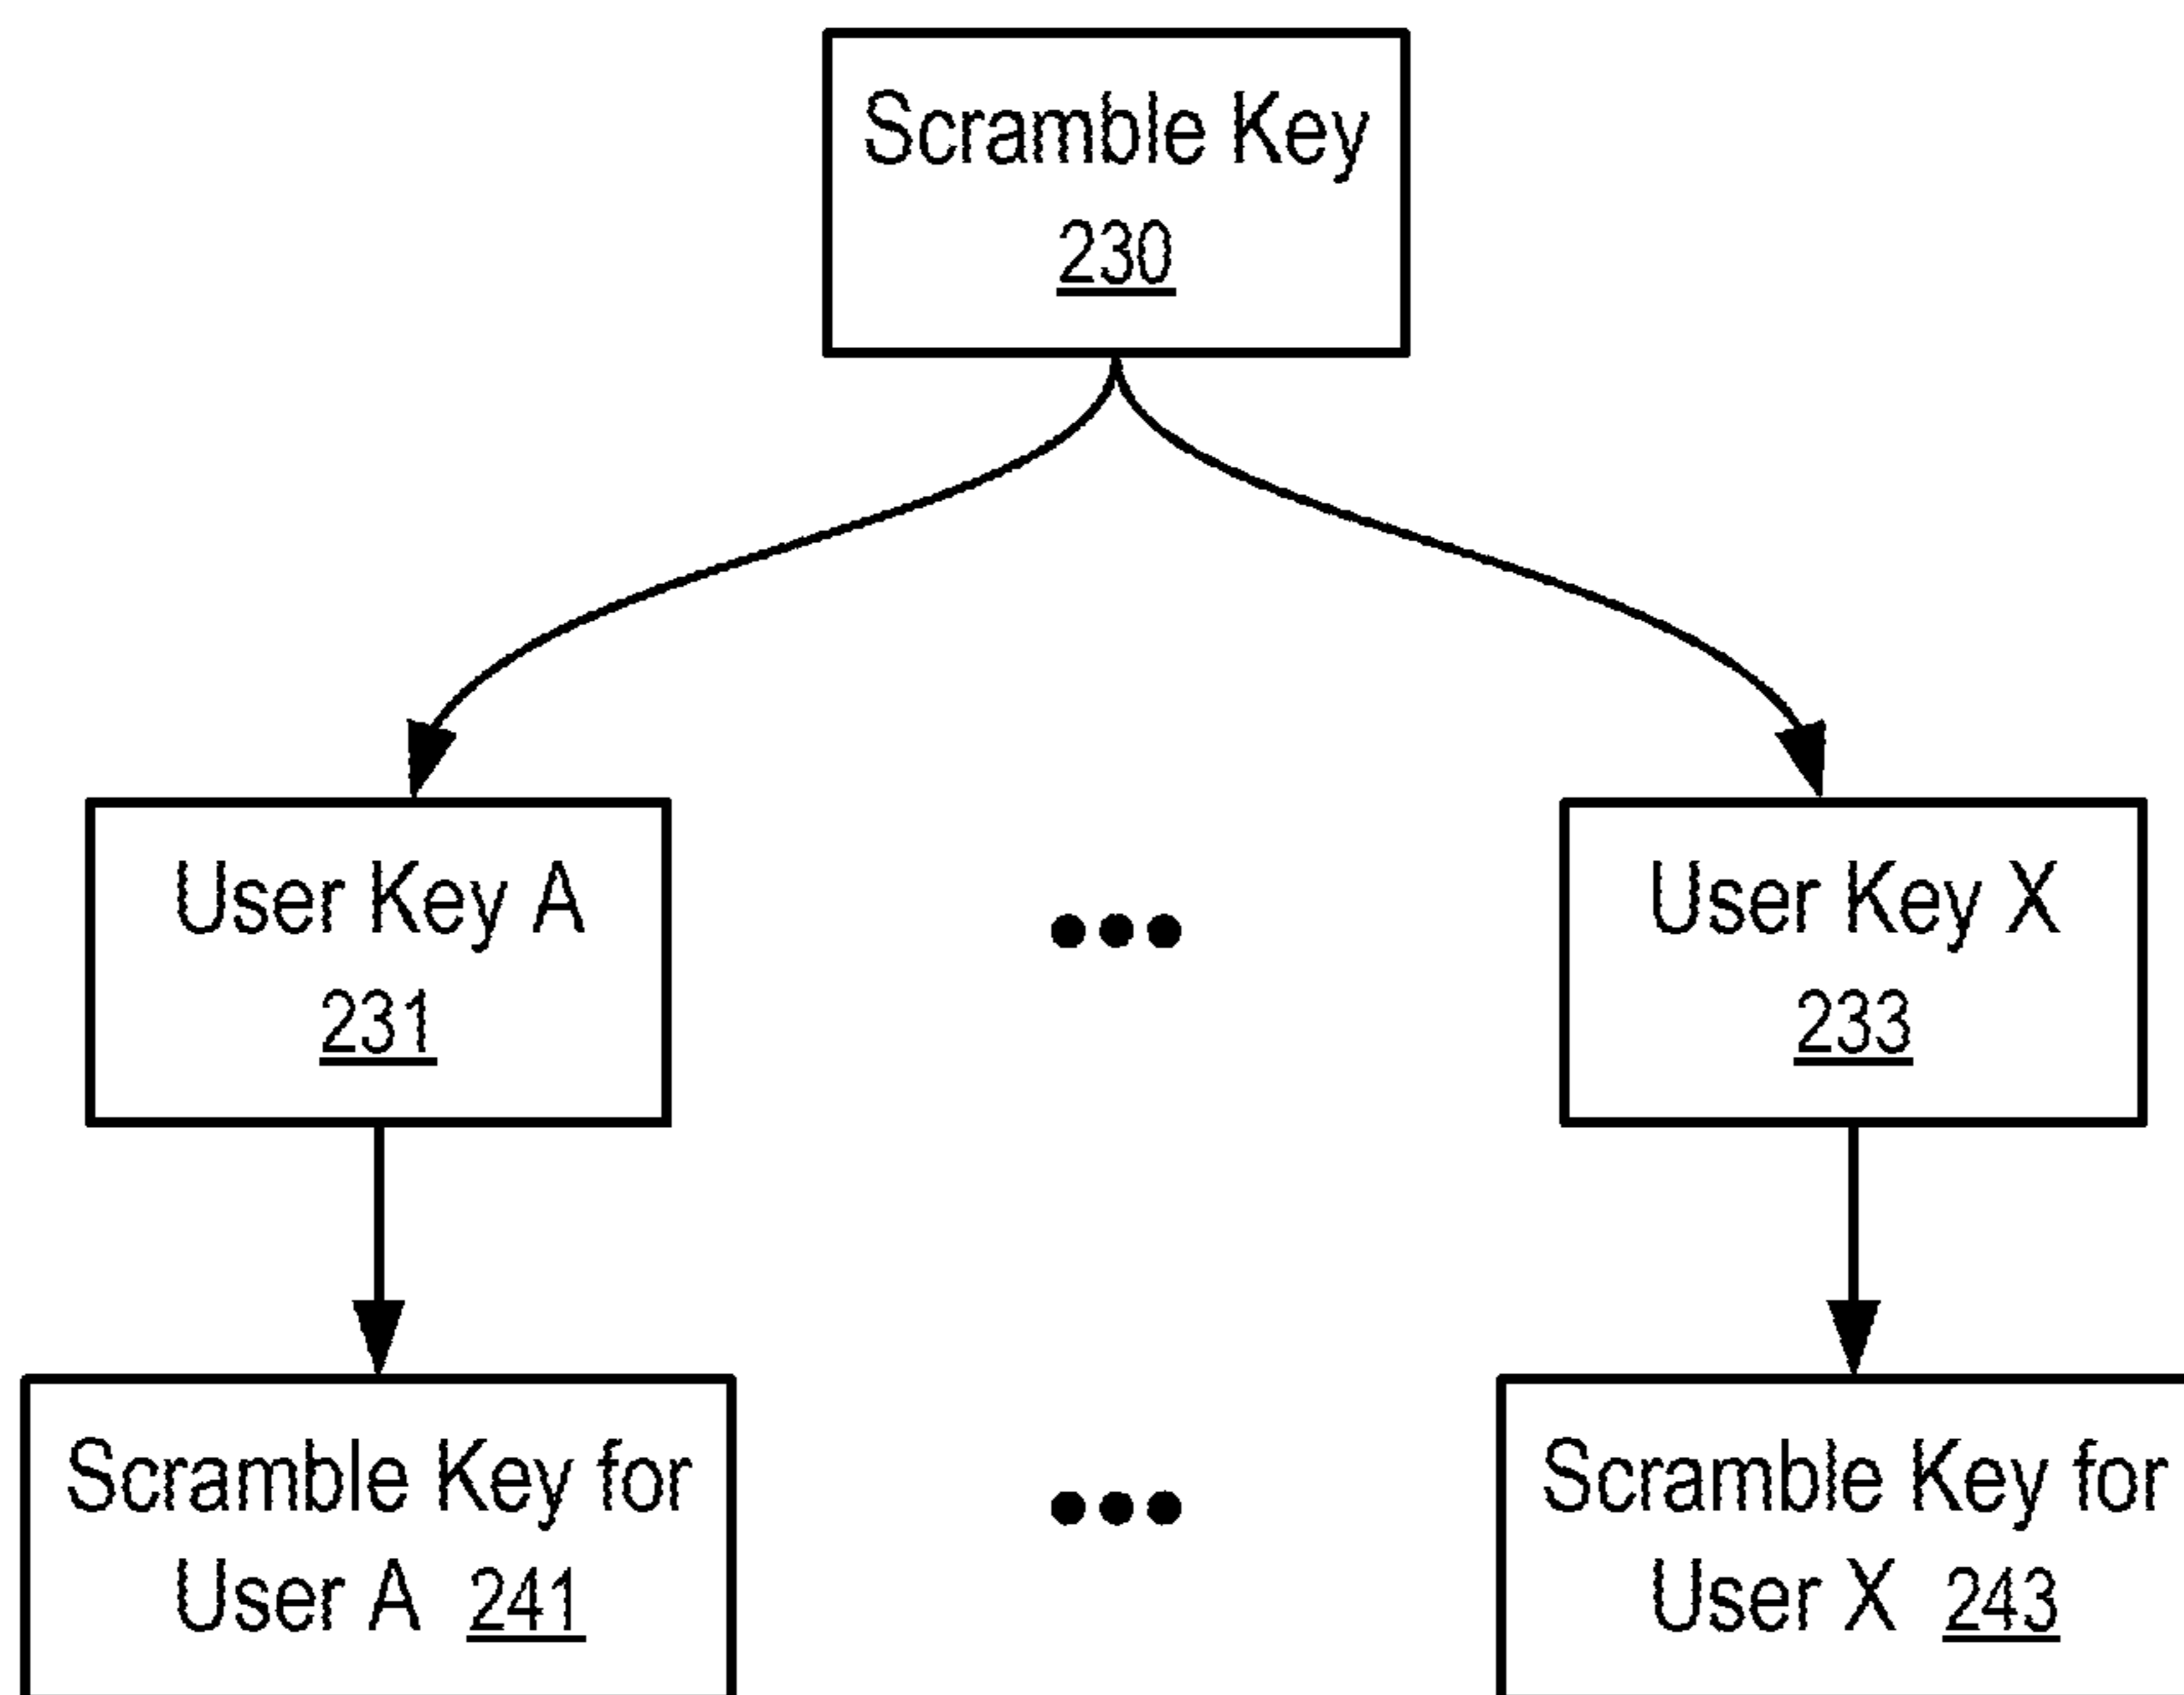 Scramble Key
230
User Key A
231
User Key X
233
Scramble Key for
User A 241
Scramble Key for
User X 243